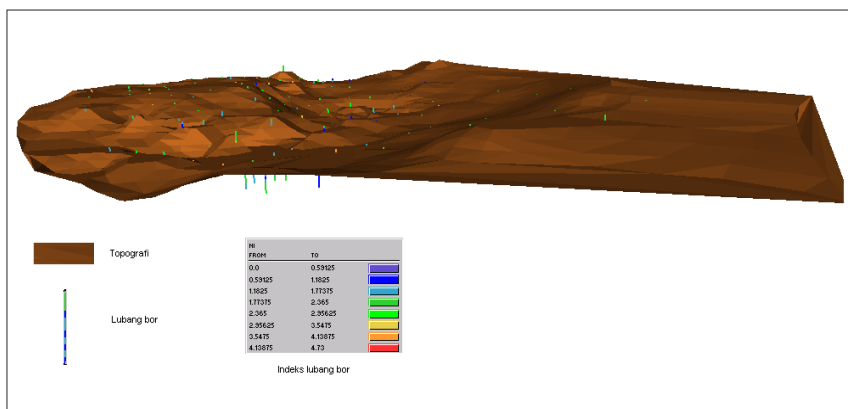 Topografi
Lubang bor
NI
FROM TO
0.0 0.59125
0.59125 1.1825
1.1825 1.77375
1.77375 2.365
2.365 2.95625
2.95625 3.5475
3.5475 4.13875
4.13875 4.73
Indeks lubang bor